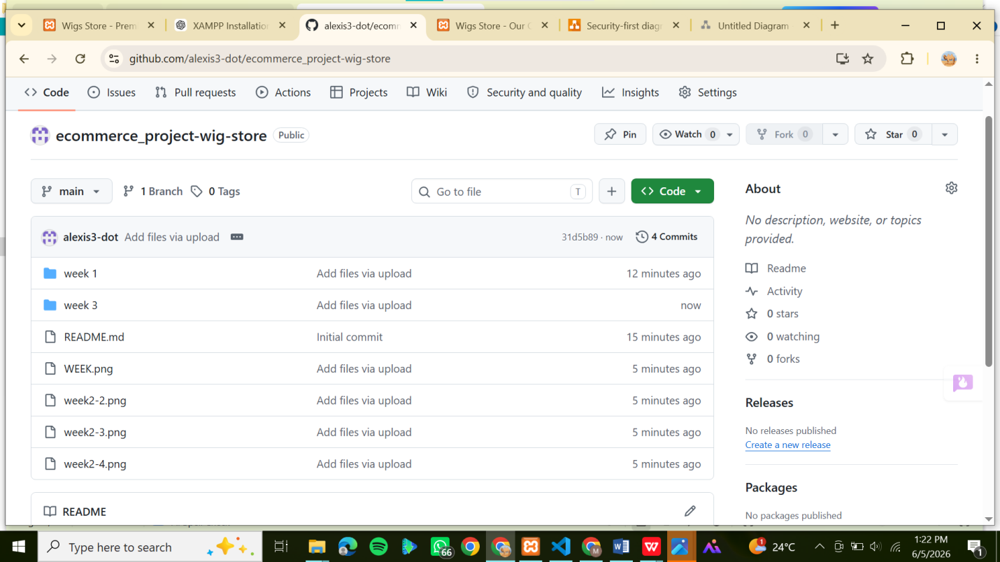 Wigs Store - Prem
XAMPP Installation
alexis3-dot/ecomm
Wigs Store - Our C
Security-first diag
Untitled Diagram
github.com/alexis3-dot/ecommerce_project-wig-store
Code
Issues
Pull requests
Actions
Projects
Wiki
Security and quality
Insights
Settings
ecommerce_project-wig-store
Public
Pin
Watch 0
Fork 0
Star 0
main
1 Branch
0 Tags
Go to file
T
Code
alexis3-dot Add files via upload
31d5b89 · now
4 Commits
week 1 Add files via upload 12 minutes ago
week 3 Add files via upload now
README.md Initial commit 15 minutes ago
WEEK.png Add files via upload 5 minutes ago
week2-2.png Add files via upload 5 minutes ago
week2-3.png Add files via upload 5 minutes ago
week2-4.png Add files via upload 5 minutes ago
README
About
No description, website, or topics
provided.
Readme
Activity
0 stars
0 watching
0 forks
Releases
No releases published
Create a new release
Packages
No packages published
Type here to search
66
M
W
1
24°C
1:22 PM
6/5/2026
1